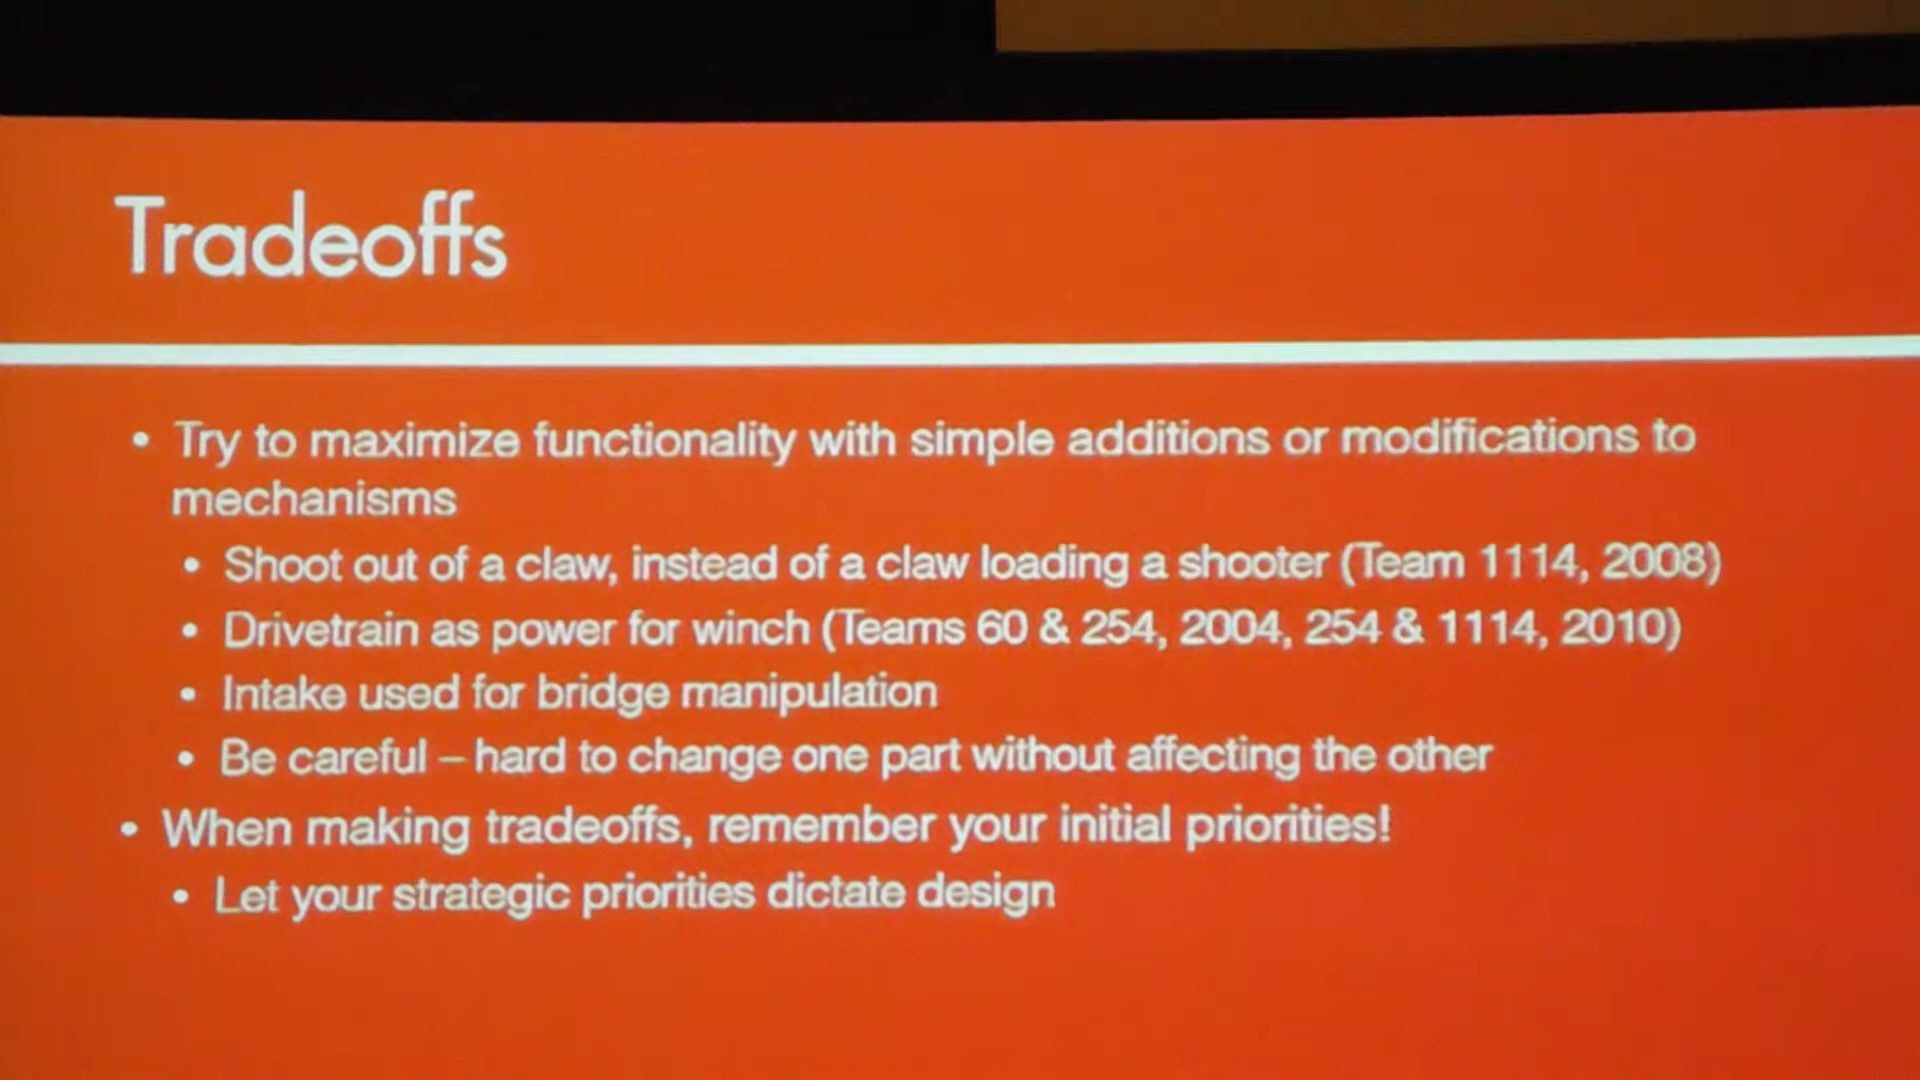 Tradeoffs
• Try to maximize functionality with simple additions or modifications to
mechanisms
• Shoot out of a claw, instead of a claw loading a shooter (Team 1114, 2008)
• Drivetrain as power for winch (Teams 60 & 254, 2004, 254 & 1114, 2010)
• Intake used for bridge manipulation
• Be careful – hard to change one part without affecting the other
• When making tradeoffs, remember your initial priorities!
• Let your strategic priorities dictate design